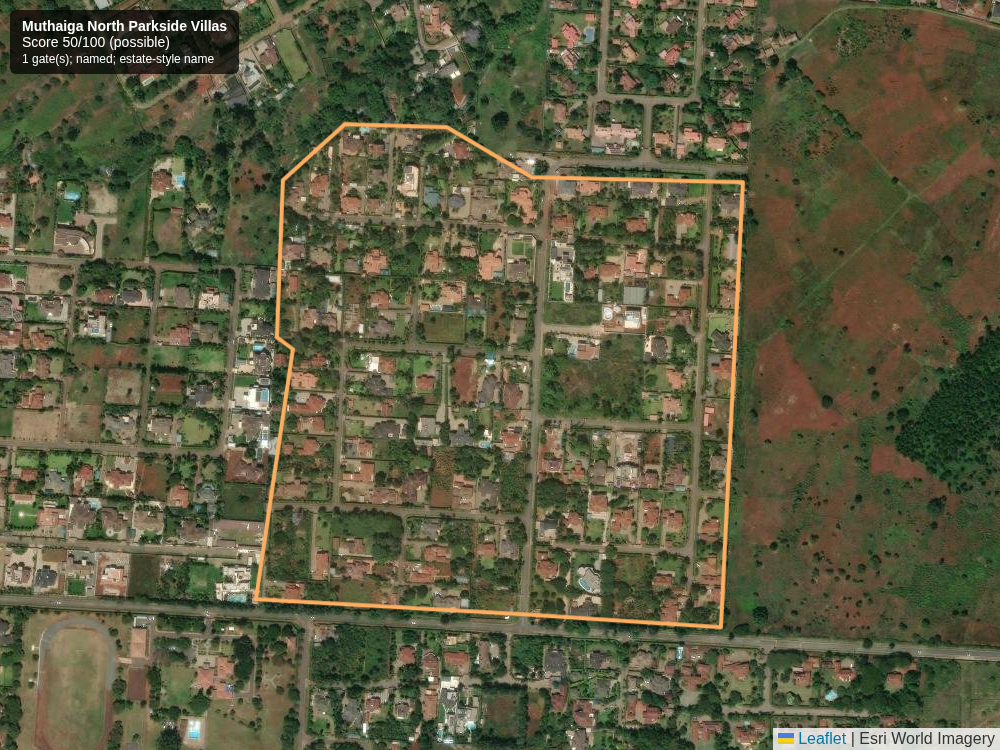 Muthaiga North Parkside Villas
Score 50/100 (possible)
1 gate(s); named; estate-style name
Leaflet | Esri World Imagery